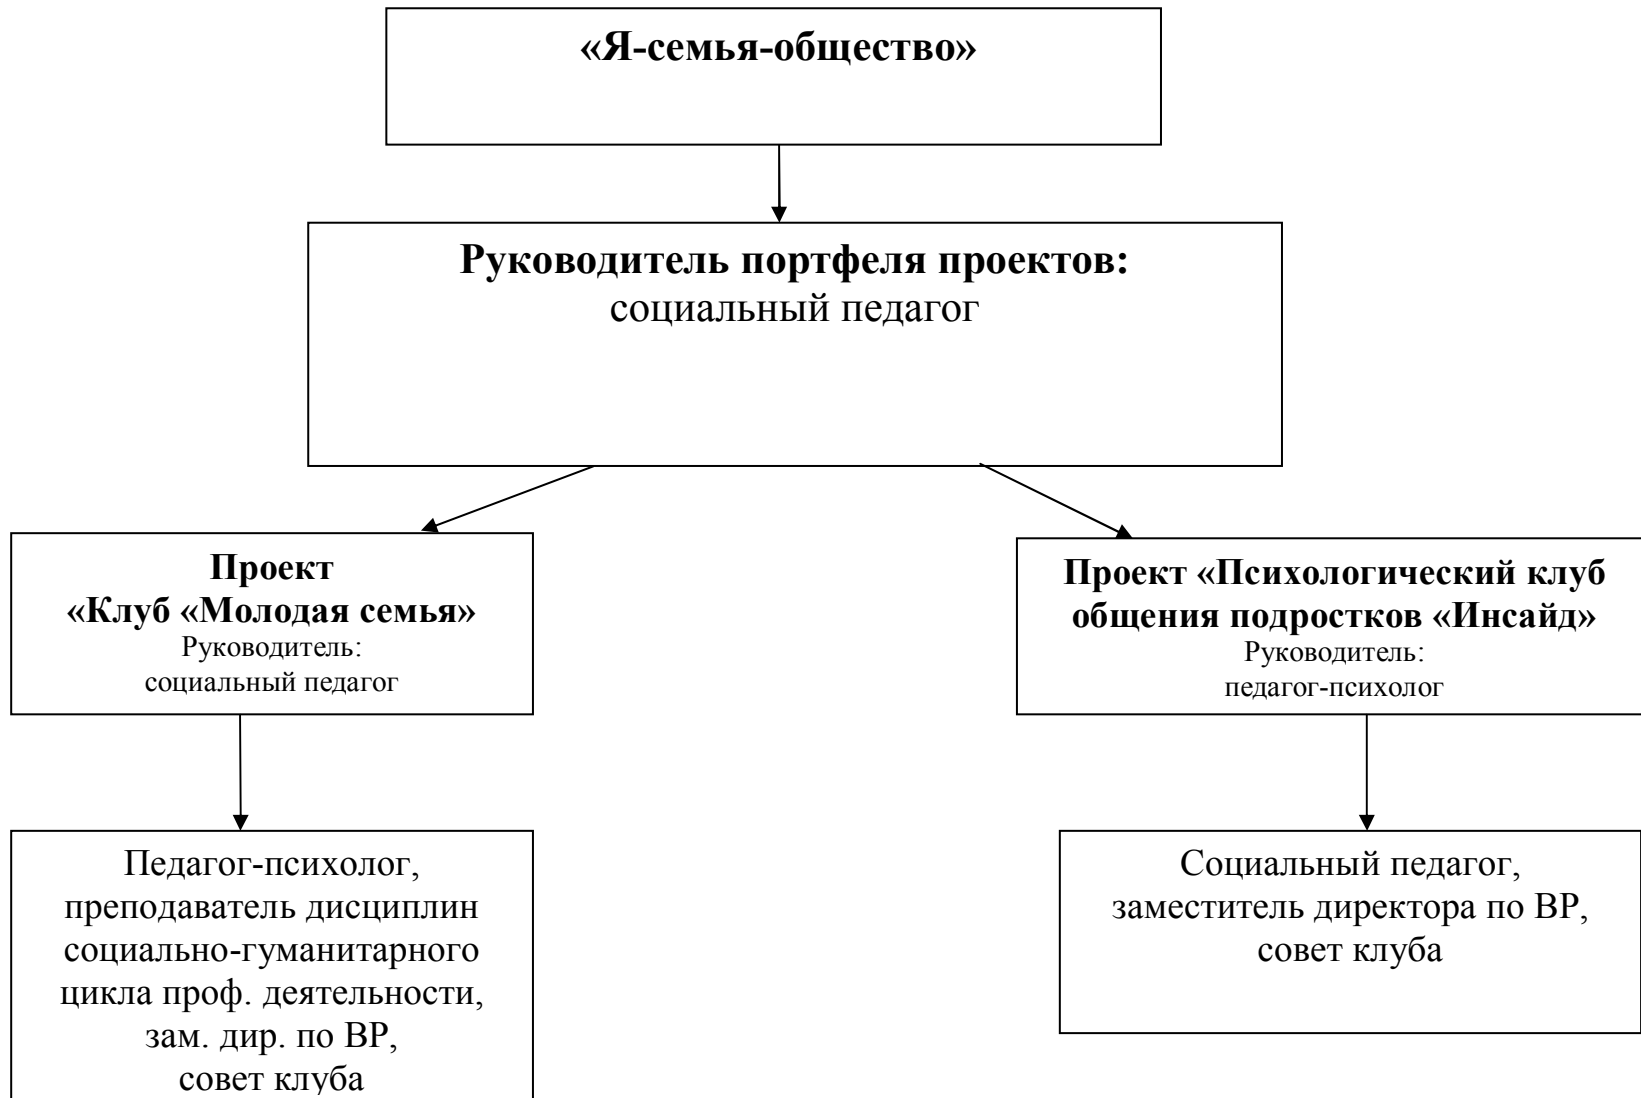 «Я-семья-общество»
Руководитель портфеля проектов:
социальный педагог
Проект
«Клуб «Молодая семья»
Руководитель:
социальный педагог
Проект «Психологический клуб
общения подростков «Инсайд»
Руководитель:
педагог-психолог
Педагог-психолог,
преподаватель дисциплин
социально-гуманитарного
цикла проф. деятельности,
зам. дир. по ВР,
совет клуба
Социальный педагог,
заместитель директора по ВР,
совет клуба